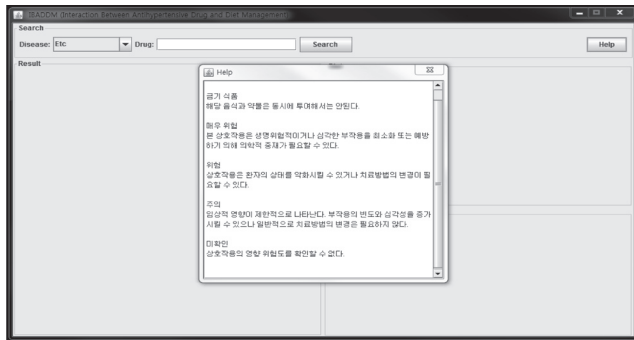 IBADDM (Interaction Between Antihypertensive Drug and Diet Management)
Search
Disease: Etc Drug: Search Help
Result
Help
금기 식품
해당 음식과 약물은 동시에 투여해서는 안된다.
매우 위험
본 상호작용은 생명위협적이거나 심각한 부작용을 최소화 또는 예방
하기 의해 의학적 중재가 필요할 수 있다.
위험
상호작용은 환자의 상태를 악화시킬 수 있거나 치료방법의 변경이 필
요할 수 있다.
주의
임상적 영향이 제한적으로 나타난다. 부작용의 빈도와 심각성을 증가
시킬 수 있으나 일반적으로 치료방법의 변경은 필요하지 않다.
미확인
상호작용의 영향 위험도를 확인할 수 없다.